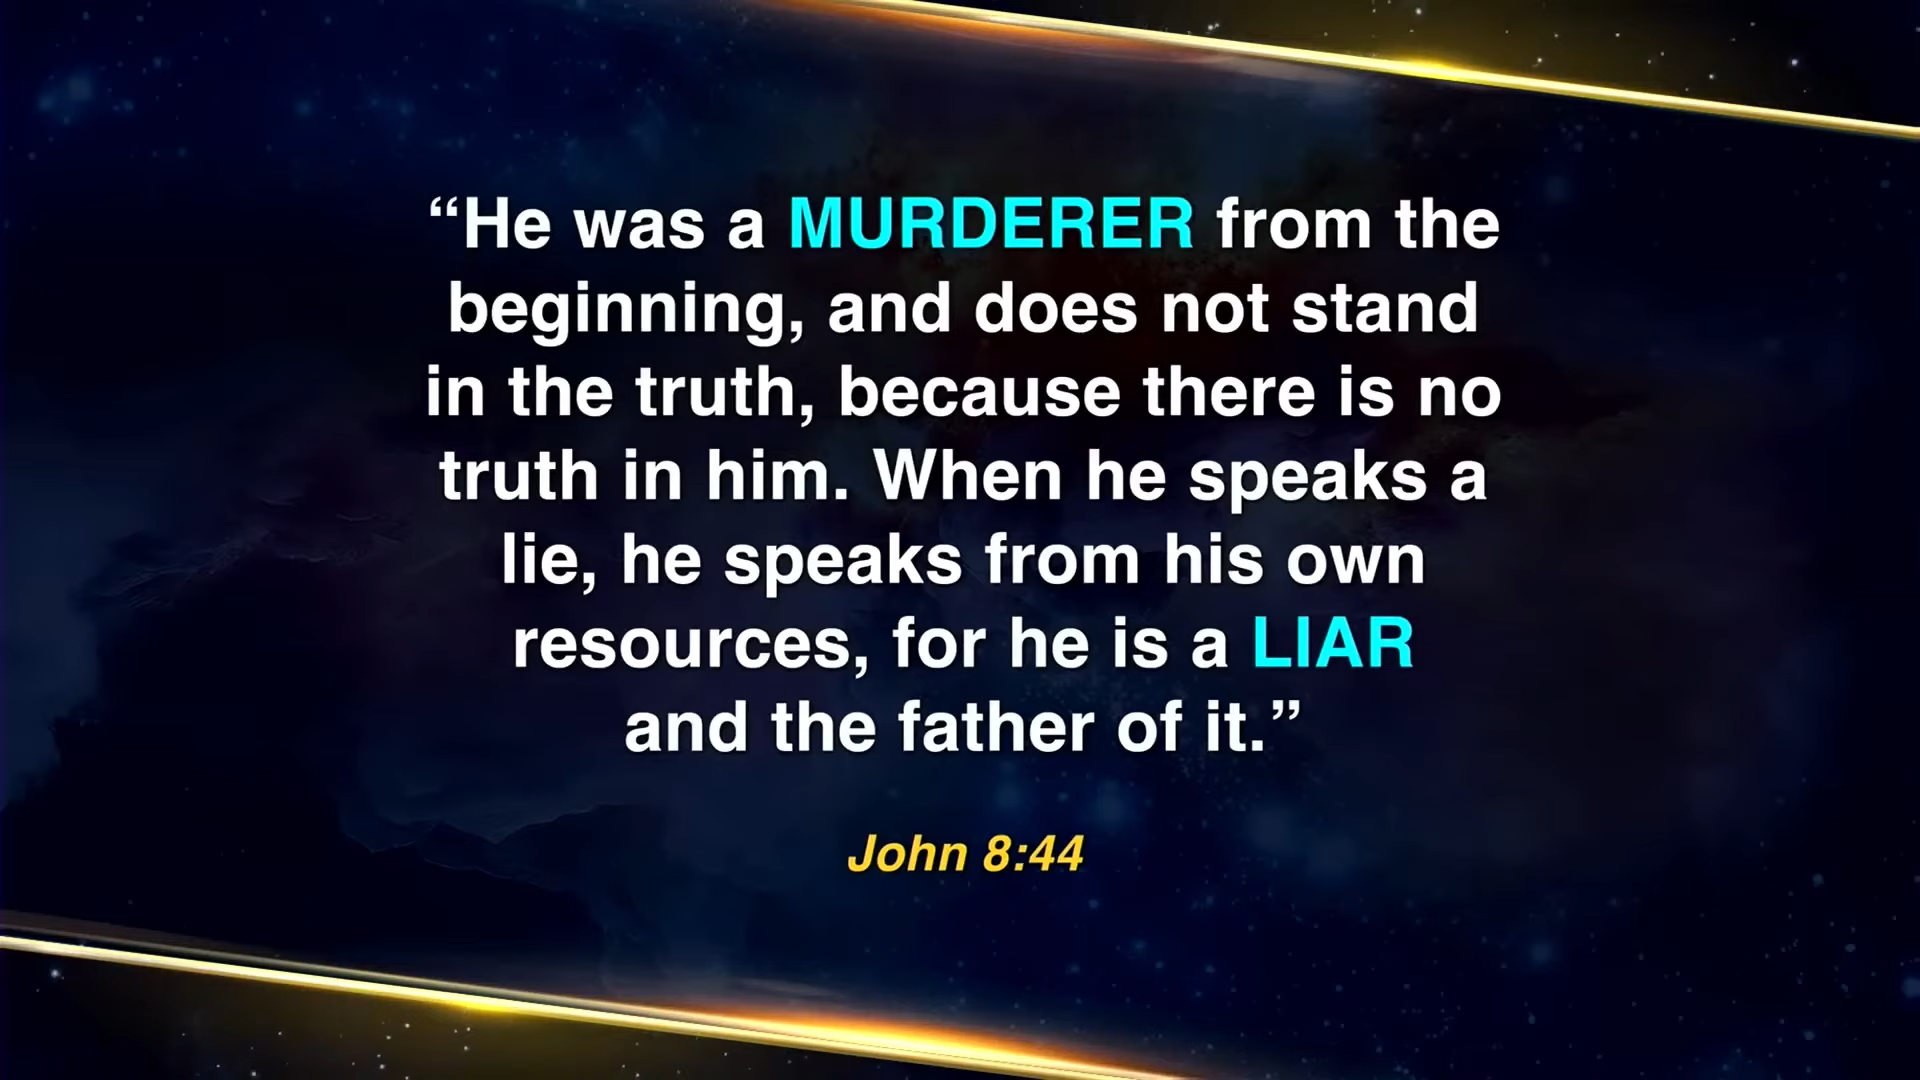 “He was a MURDERER from the
beginning, and does not stand
in the truth, because there is no
truth in him. When he speaks a
lie, he speaks from his own
resources, for he is a LIAR
and the father of it.”
John 8:44